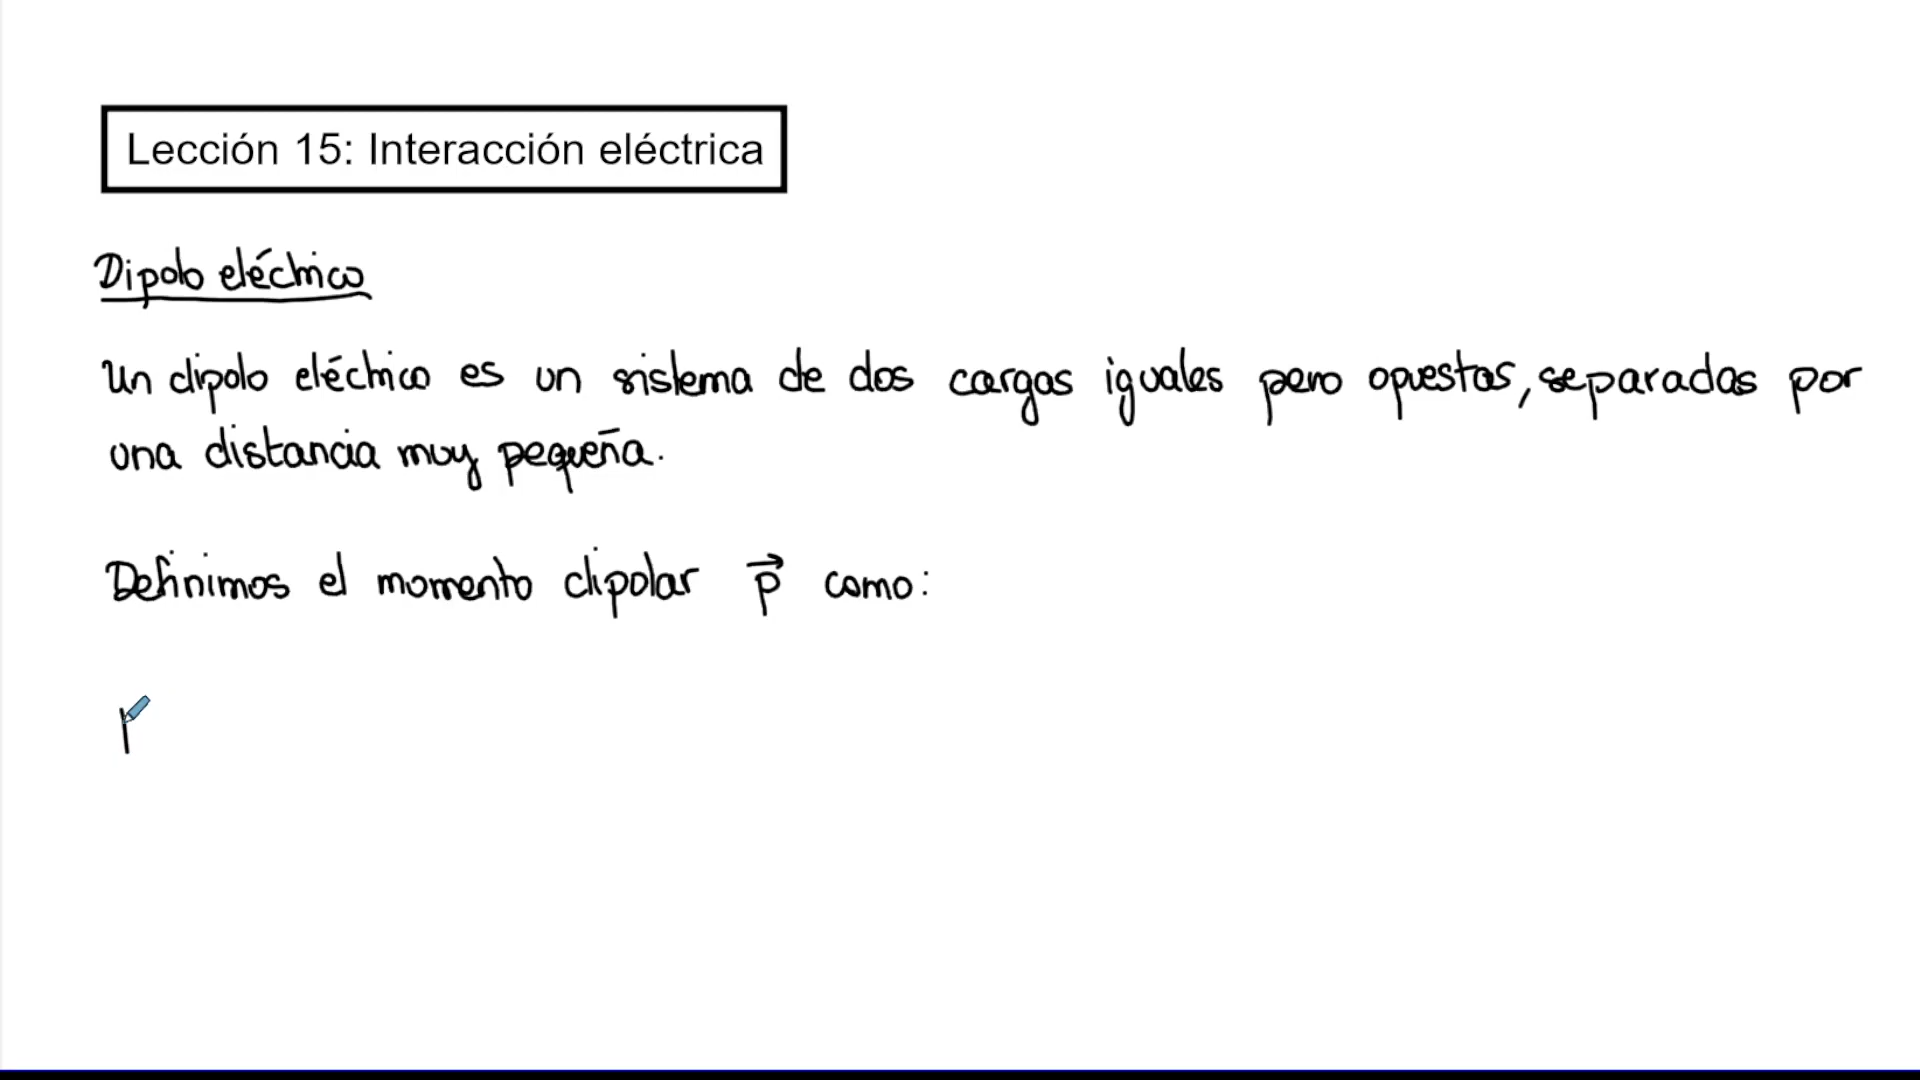 Lección 15: Interacción eléctrica
Dipolo eléctrico
Un dipolo eléctrico es un sistema de dos cargas iguales pero opuestas, separadas por
una distancia muy pequeña.
Definimos el momento dipolar p⃗ como: